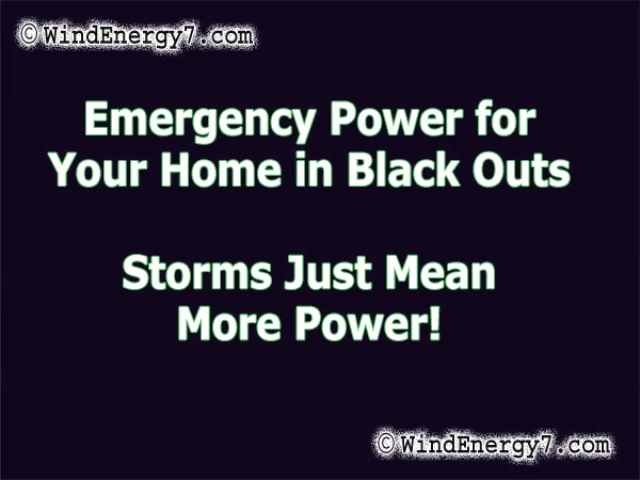 © WindEnergy7.com
Emergency Power for
Your Home in Black Outs
Storms Just Mean
More Power!
© WindEnergy7.com